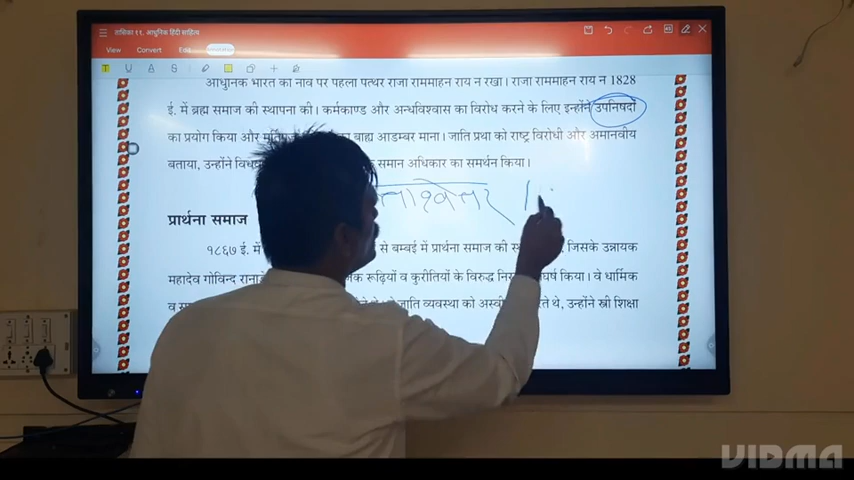 तासिका ११, आधुनिक हिंदी साहित्य
View Convert Edit
आधुनिक भारत का नाव पर पहला पत्थर राजा राममोहन राय न रखा। राजा राममोहन राय न 1828
ई. में ब्रह्म समाज की स्थापना की। कर्मकाण्ड और अन्धविश्वास का विरोध करने के लिए इन्होंने उपनिषदों
का प्रयोग किया और बाह्य आडम्बर माना। जाति प्रथा को राष्ट्र विरोधी और अमानवीय
बताया, उन्होंने के समान अधिकार का समर्थन किया।
प्रार्थना समाज
१८६७ ई. में से बम्बई में प्रार्थना समाज की जिसके उन्नायक
महादेव गोविन्द रूढ़ियों व कुरीतियों के विरुद्ध किया। वे धार्मिक
व जाति व्यवस्था को थे, उन्होंने स्त्री शिक्षा
VIDMA